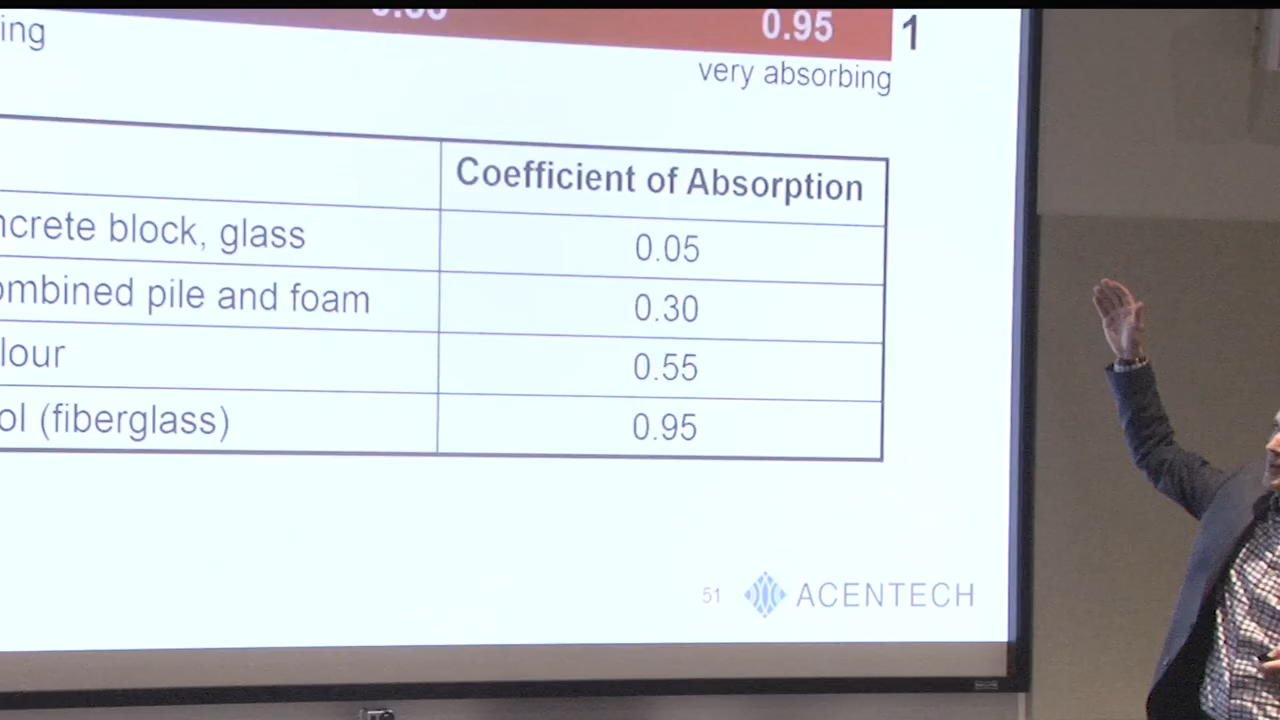 0.95
1
ing
very absorbing
Coefficient of Absorption
ncrete block, glass
0.05
ombined pile and foam
0.30
lour
0.55
ol (fiberglass)
0.95
51
ACENTECH